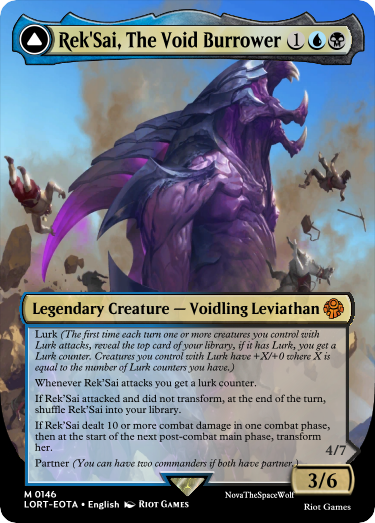 Rek'Sai, The Void Burrower 1
Legendary Creature — Voidling Leviathan
Lurk (The first time each turn one or more creatures you control with
Lurk attacks, reveal the top card of your library, if it has Lurk, you get a
Lurk counter. Creatures you control with Lurk have +X/+0 where X is
equal to the number of Lurk counters you have.)
Whenever Rek'Sai attacks you get a lurk counter.
If Rek'Sai attacked and did not transform, at the end of the turn,
shuffle Rek'Sai into your library.
If Rek'Sai dealt 10 or more combat damage in one combat phase,
then at the start of the next post-combat main phase, transform
her.
4/7
Partner (You can have two commanders if both have partner.)
3/6
M 0146
LORT-EOTA • English Riot Games
NovaTheSpaceWolf
Riot Games